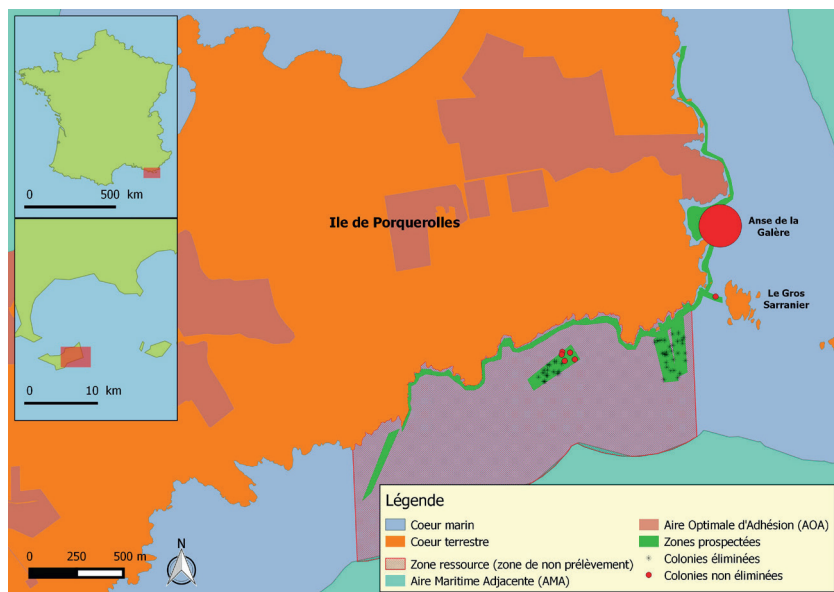 0 500 km
0 10 km
Ile de Porquerolles
Anse de la
Galère
Le Gros
Sarranier
N
0 250 500 m
Légende
Coeur marin
Coeur terrestre
Zone ressource (zone de non prélèvement)
Aire Maritime Adjacente (AMA)
Aire Optimale d'Adhésion (AOA)
Zones prospectées
Colonies éliminées
Colonies non éliminées